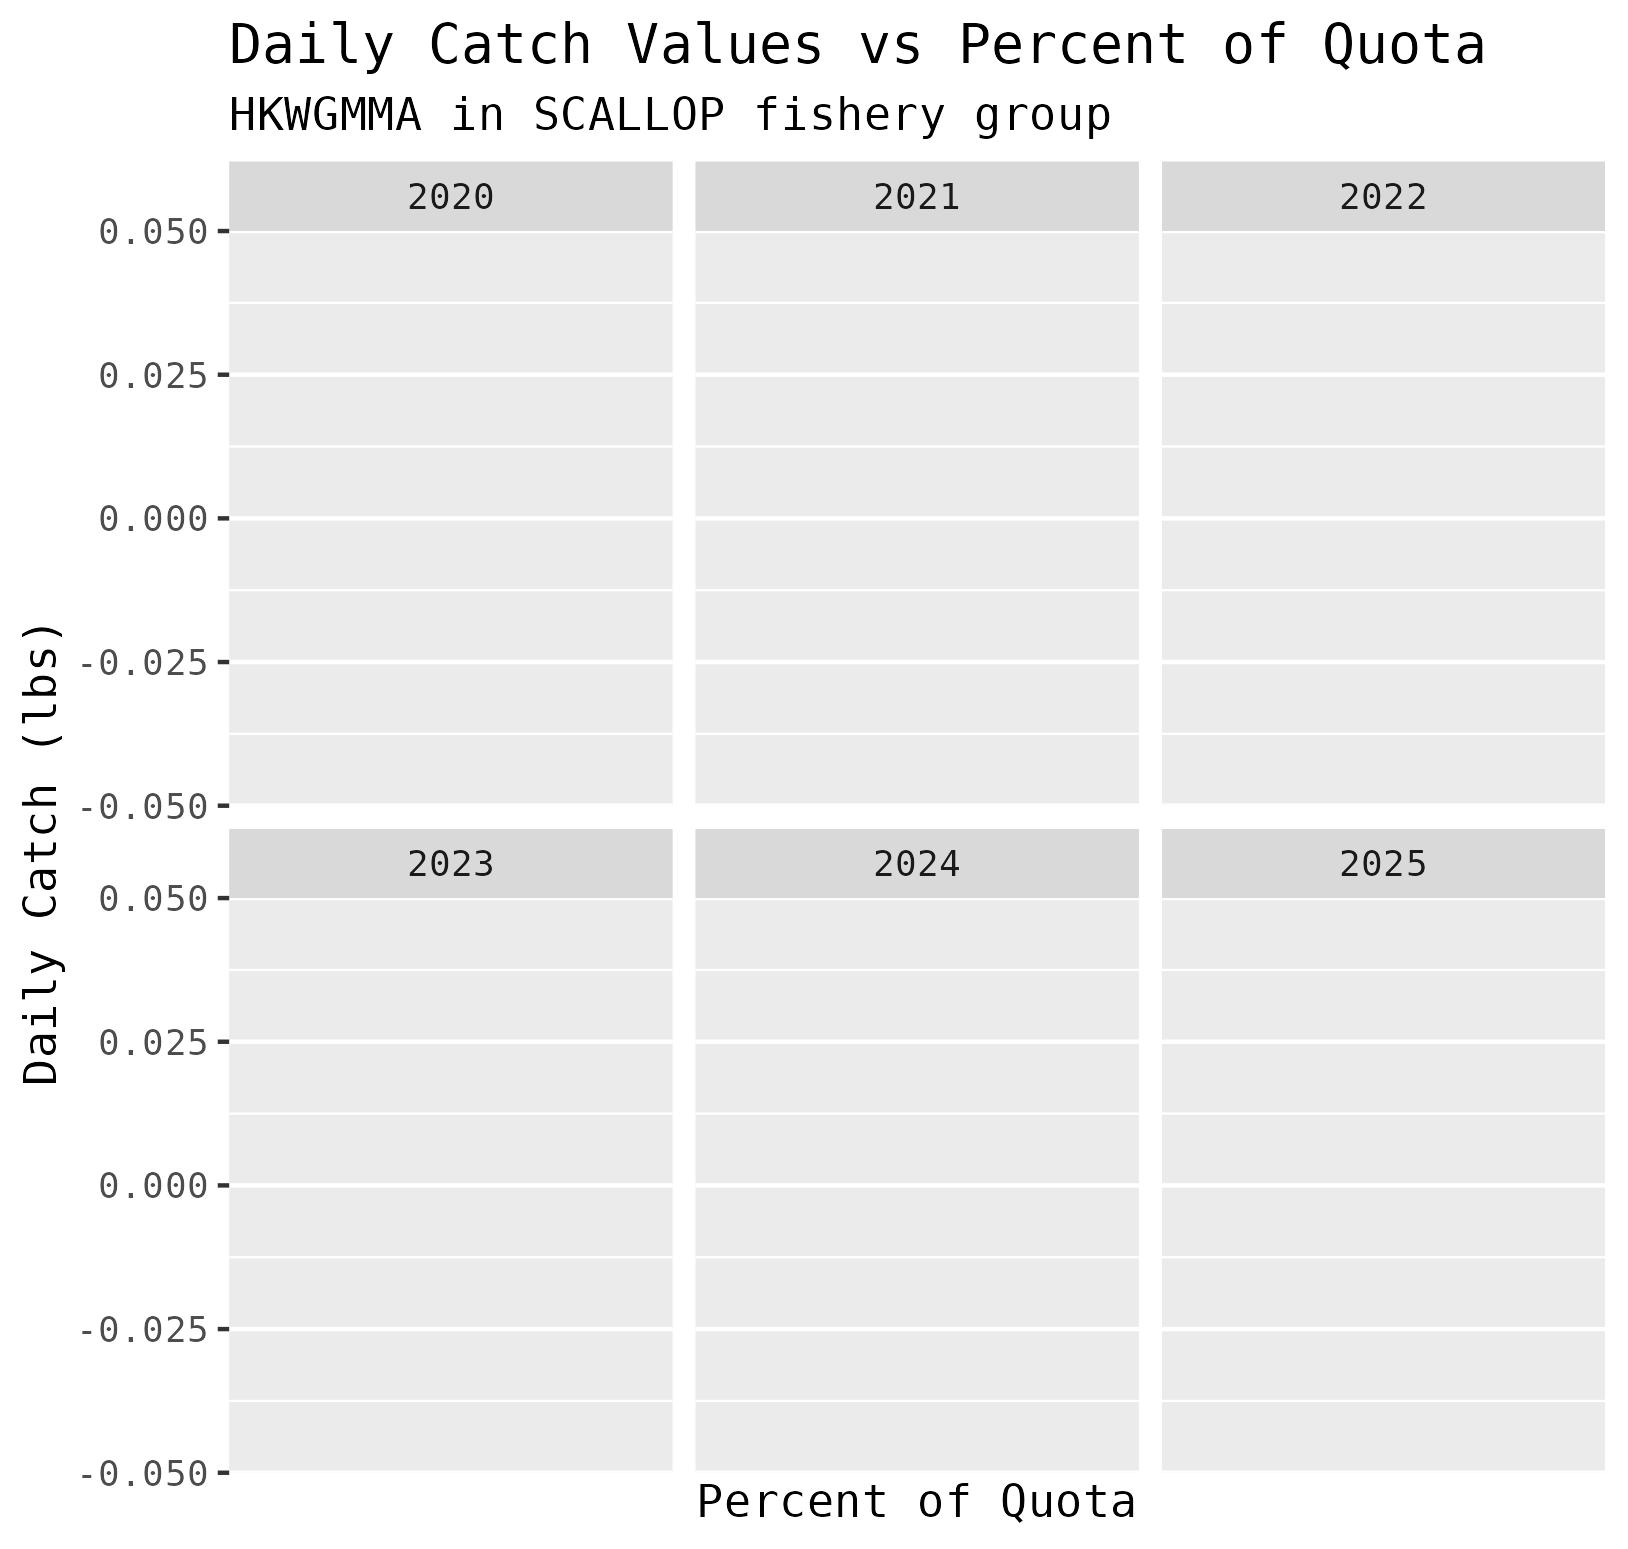 Daily Catch Values vs Percent of Quota
HKWGMMA in SCALLOP fishery group
2020 2021 2022
0.050
0.025
0.000
-0.025
-0.050
2023 2024 2025
0.050
0.025
0.000
-0.025
-0.050
Daily Catch (lbs)
Percent of Quota